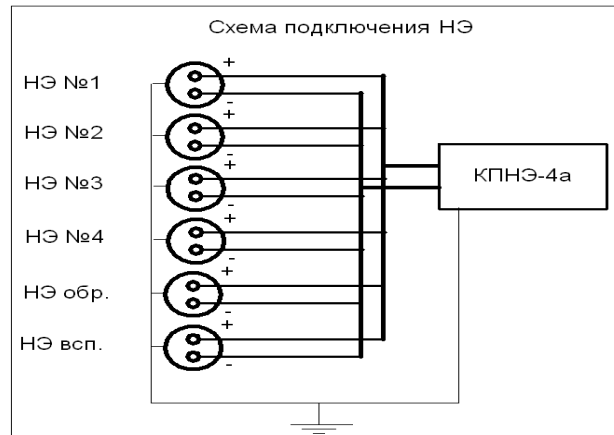 Схема подключения НЭ
+
НЭ №1
-
+
НЭ №2
-
+
НЭ №3
КПНЭ-4а
-
+
НЭ №4
-
+
НЭ обр.
-
+
НЭ всп.
-